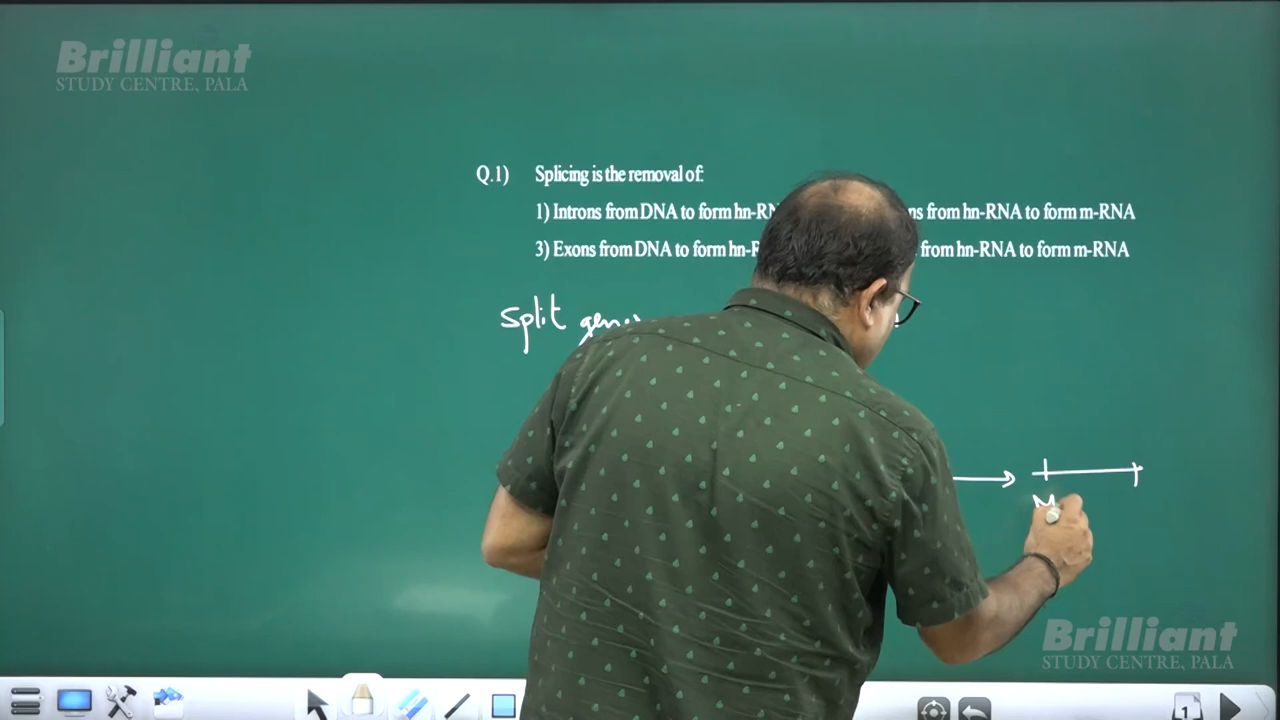 Brilliant
STUDY CENTRE, PALA
Q.1) Splicing is the removal of:
1) Introns from DNA to form hn-RN ns from hn-RNA to form m-RNA
3) Exons from DNA to form hn-R from hn-RNA to form m-RNA
Split gen
M
Brilliant
STUDY CENTRE, PALA
1